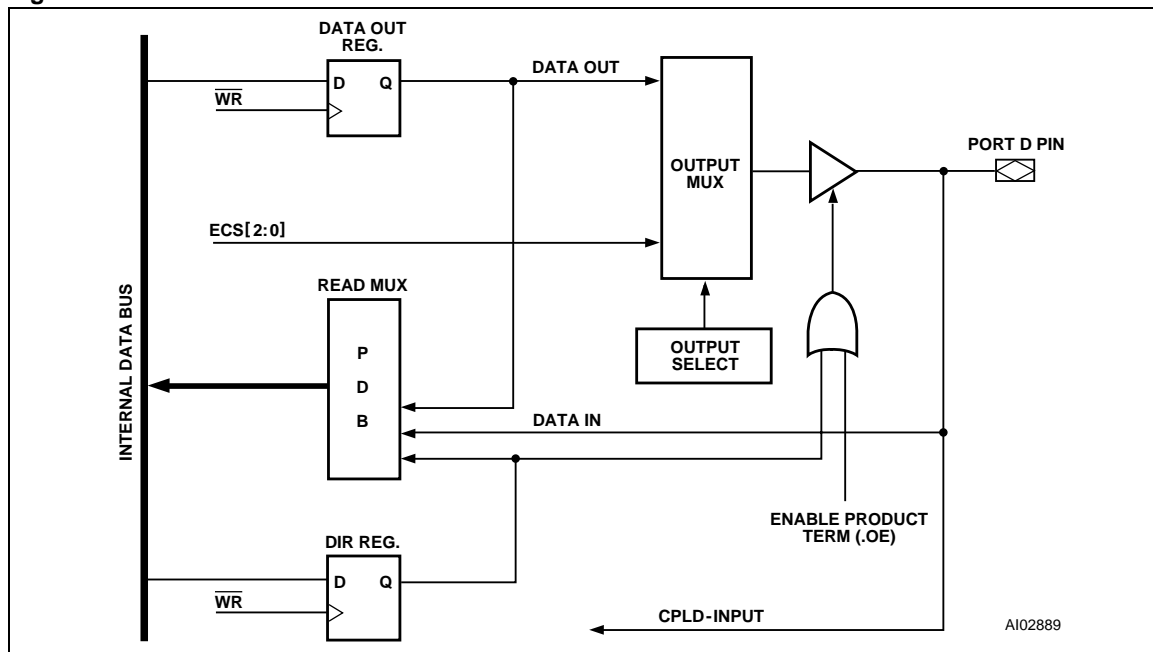 DATA OUT
REG.
D Q
WR
DATA OUT
OUTPUT
MUX
PORT D PIN
ECS[2:0]
READ MUX
P
D
B
OUTPUT
SELECT
INTERNAL DATA BUS
DATA IN
ENABLE PRODUCT
TERM (.OE)
DIR REG.
D Q
WR
CPLD-INPUT
AI02889